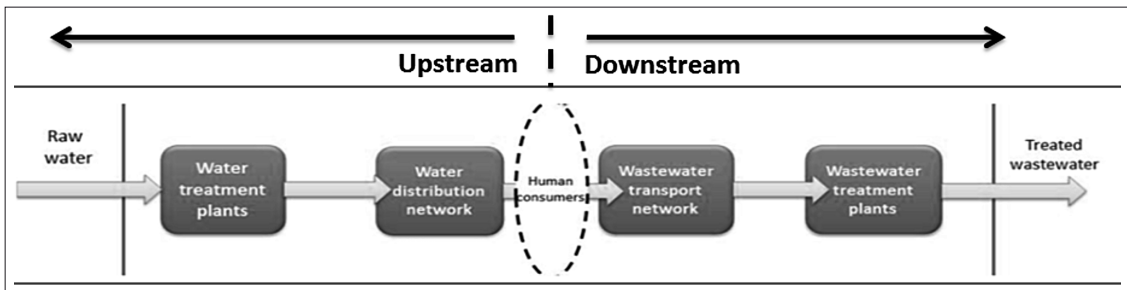 Upstream
Downstream
Raw
water
Water
treatment
plants
Water
distribution
network
Human
consumers
Wastewater
transport
network
Wastewater
treatment
plants
Treated
wastewater